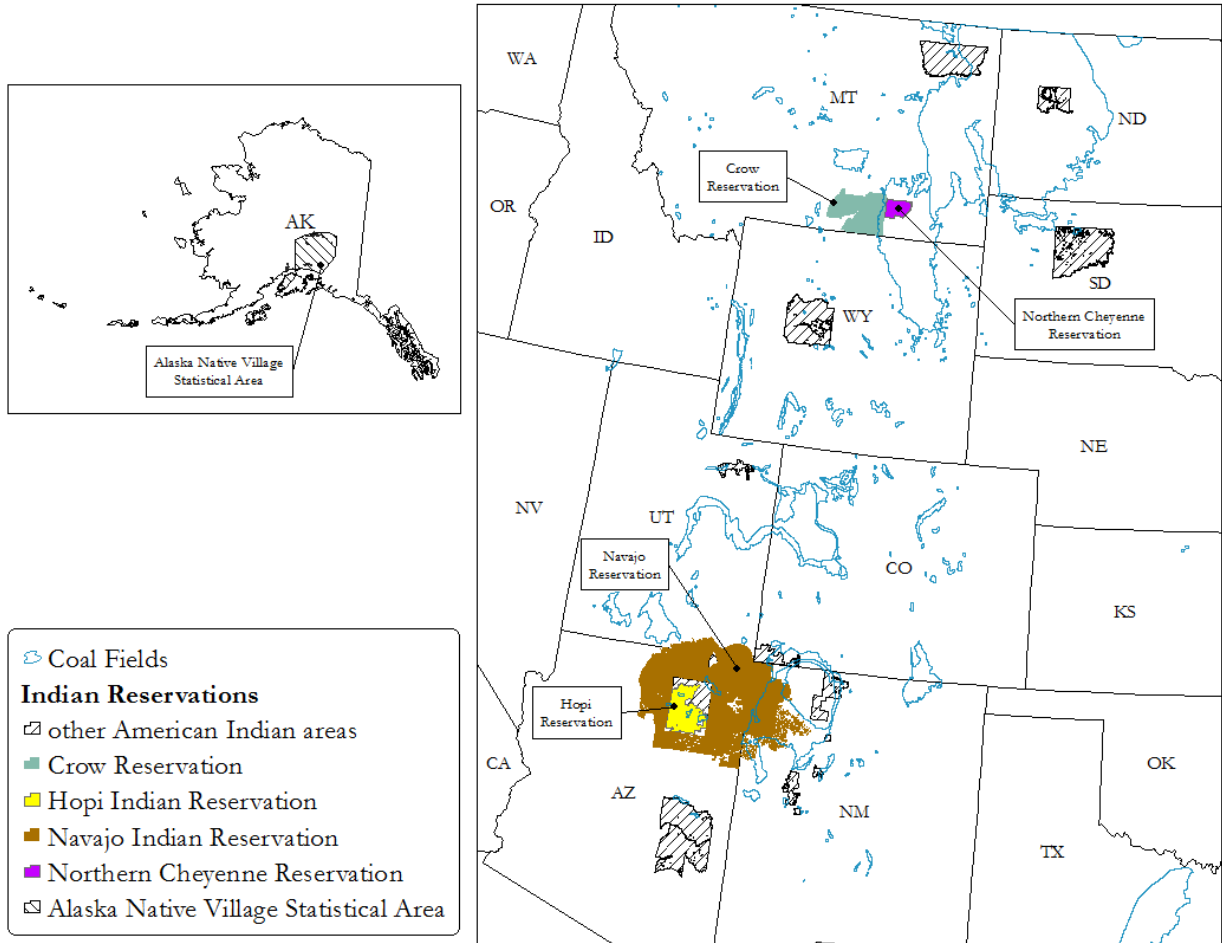 WA
MT
ND
Crow
Reservation
OR
ID
AK
SD
WY
Northern Cheyenne
Reservation
Alaska Native Village
Statistical Area
NE
NV
UT
Navajo
Reservation
CO
KS
Coal Fields
Indian Reservations
other American Indian areas
Crow Reservation
Hopi Indian Reservation
Navajo Indian Reservation
Northern Cheyenne Reservation
Alaska Native Village Statistical Area
Hopi
Reservation
CA
AZ
NM
OK
TX